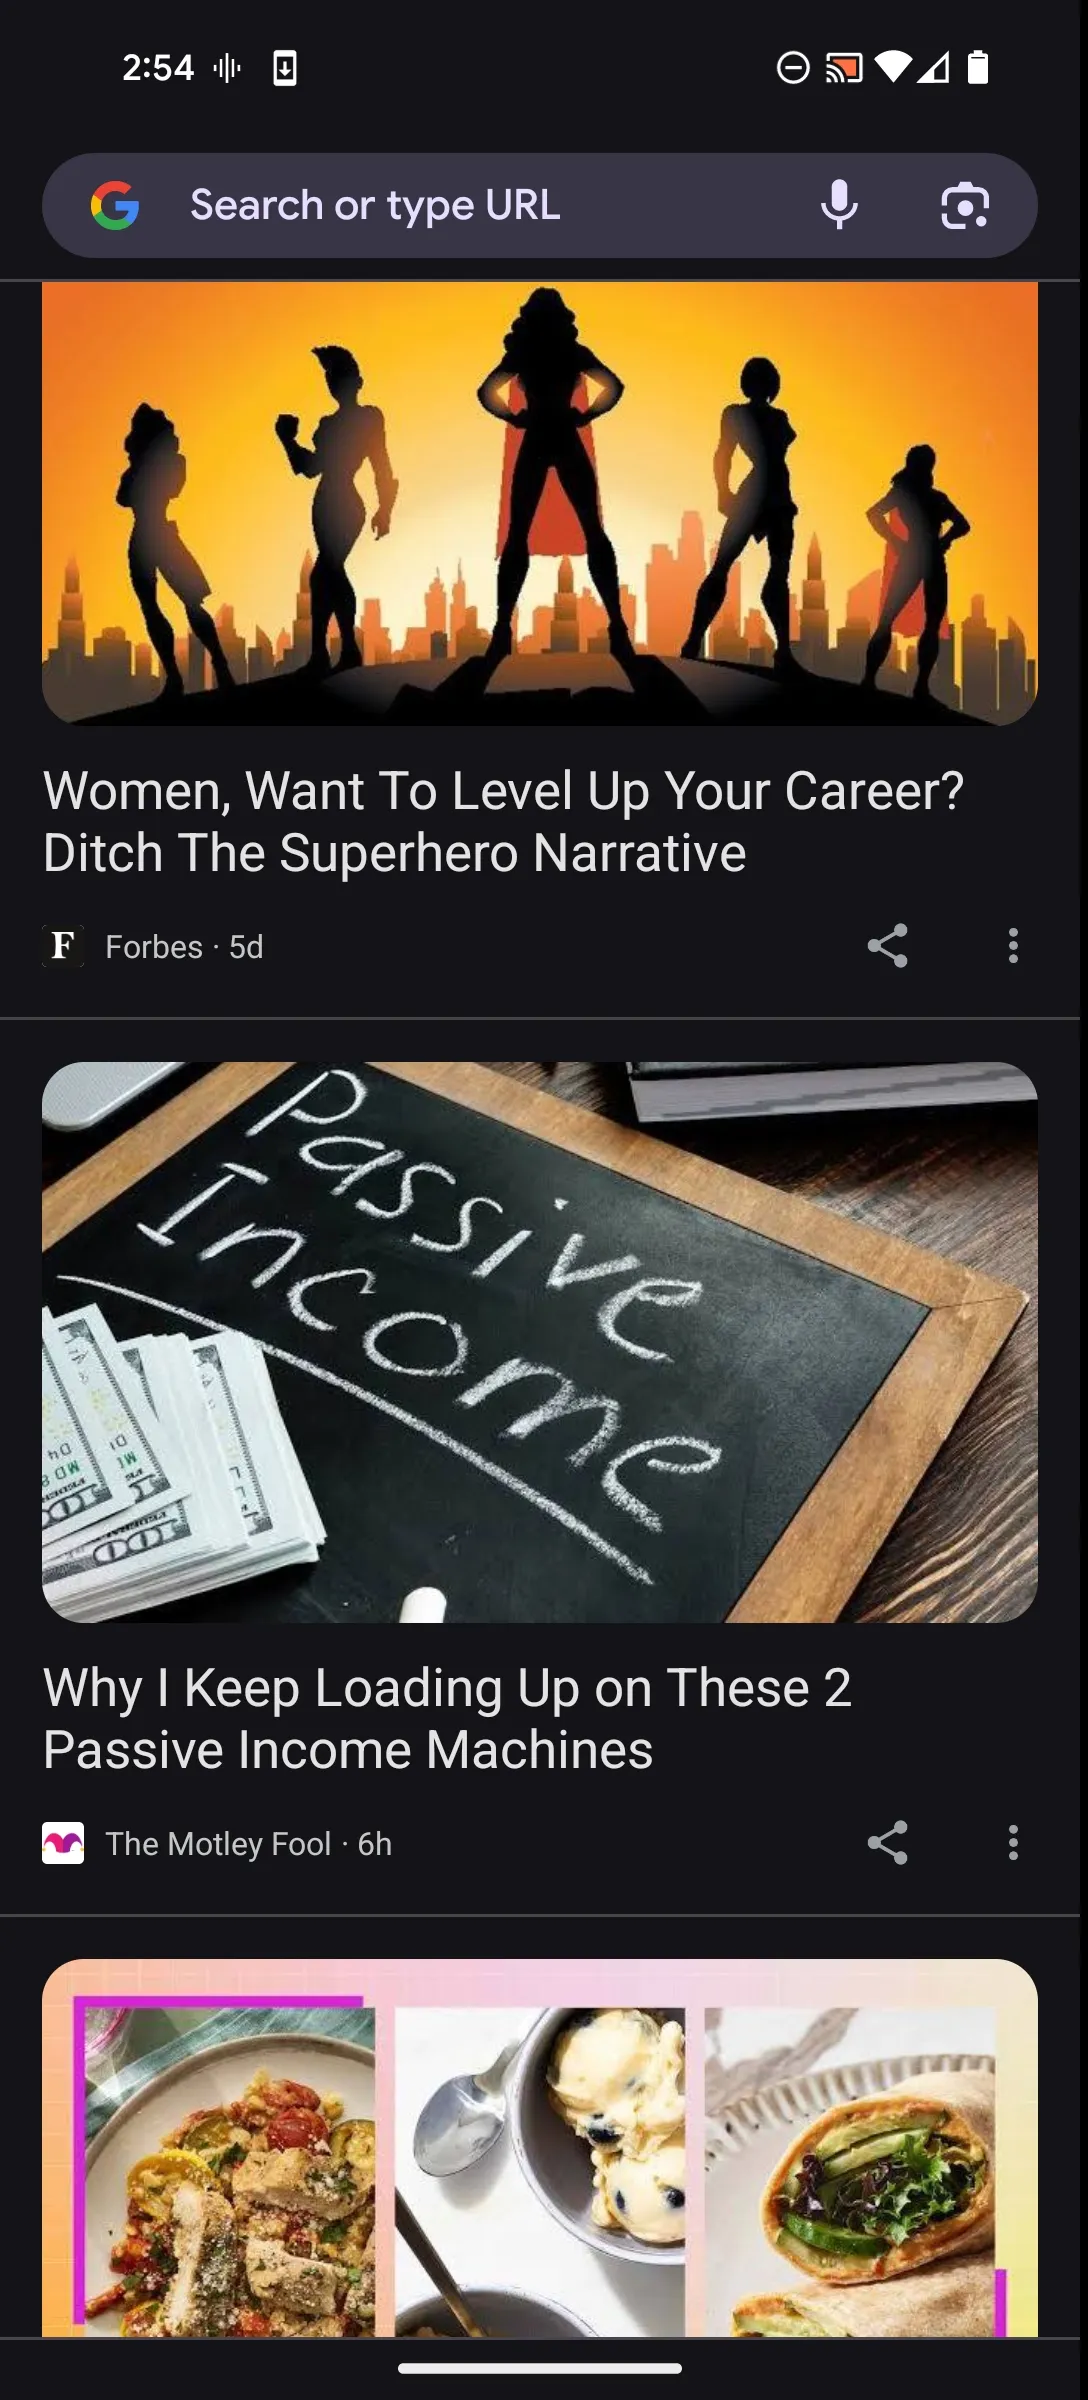 2:54
Search or type URL
Women, Want To Level Up Your Career?
Ditch The Superhero Narrative
F Forbes · 5d
Passive
Income
Why I Keep Loading Up on These 2
Passive Income Machines
The Motley Fool · 6h